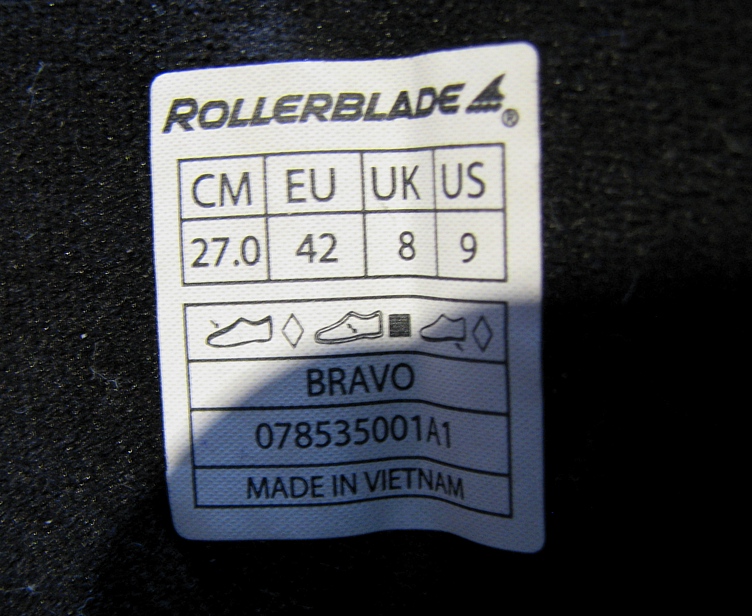 ROLLERBLADE ®
CM EU UK US
27.0 42 8 9
BRAVO
078535001A1
MADE IN VIETNAM